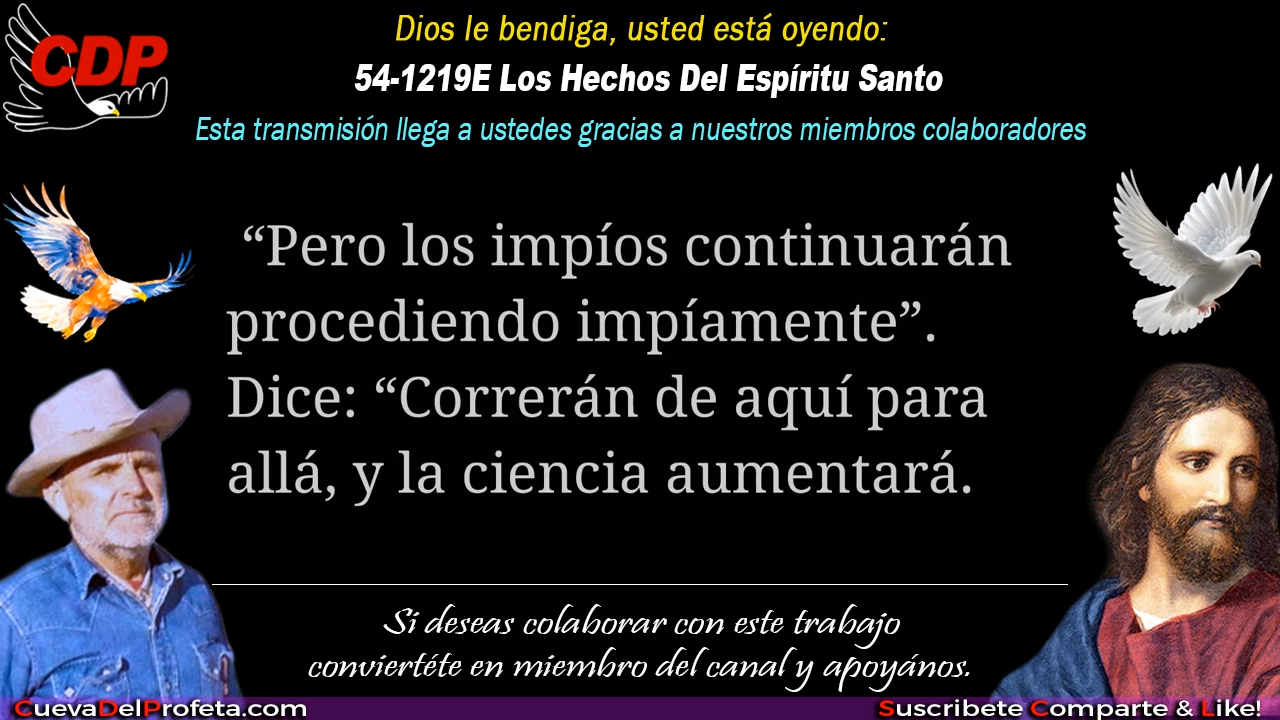 CDP
Dios le bendiga, usted está oyendo:
54-1219E Los Hechos Del Espíritu Santo
Esta transmisión llega a ustedes gracias a nuestros miembros colaboradores
“Pero los impíos continuarán
procediendo impíamente”.
Dice: “Correrán de aquí para
allá, y la ciencia aumentará.
Si deseas colaborar con este trabajo
conviertéte en miembro del canal y apoyános.
CuevaDelProfeta.com
Suscribete Comparte & Like!